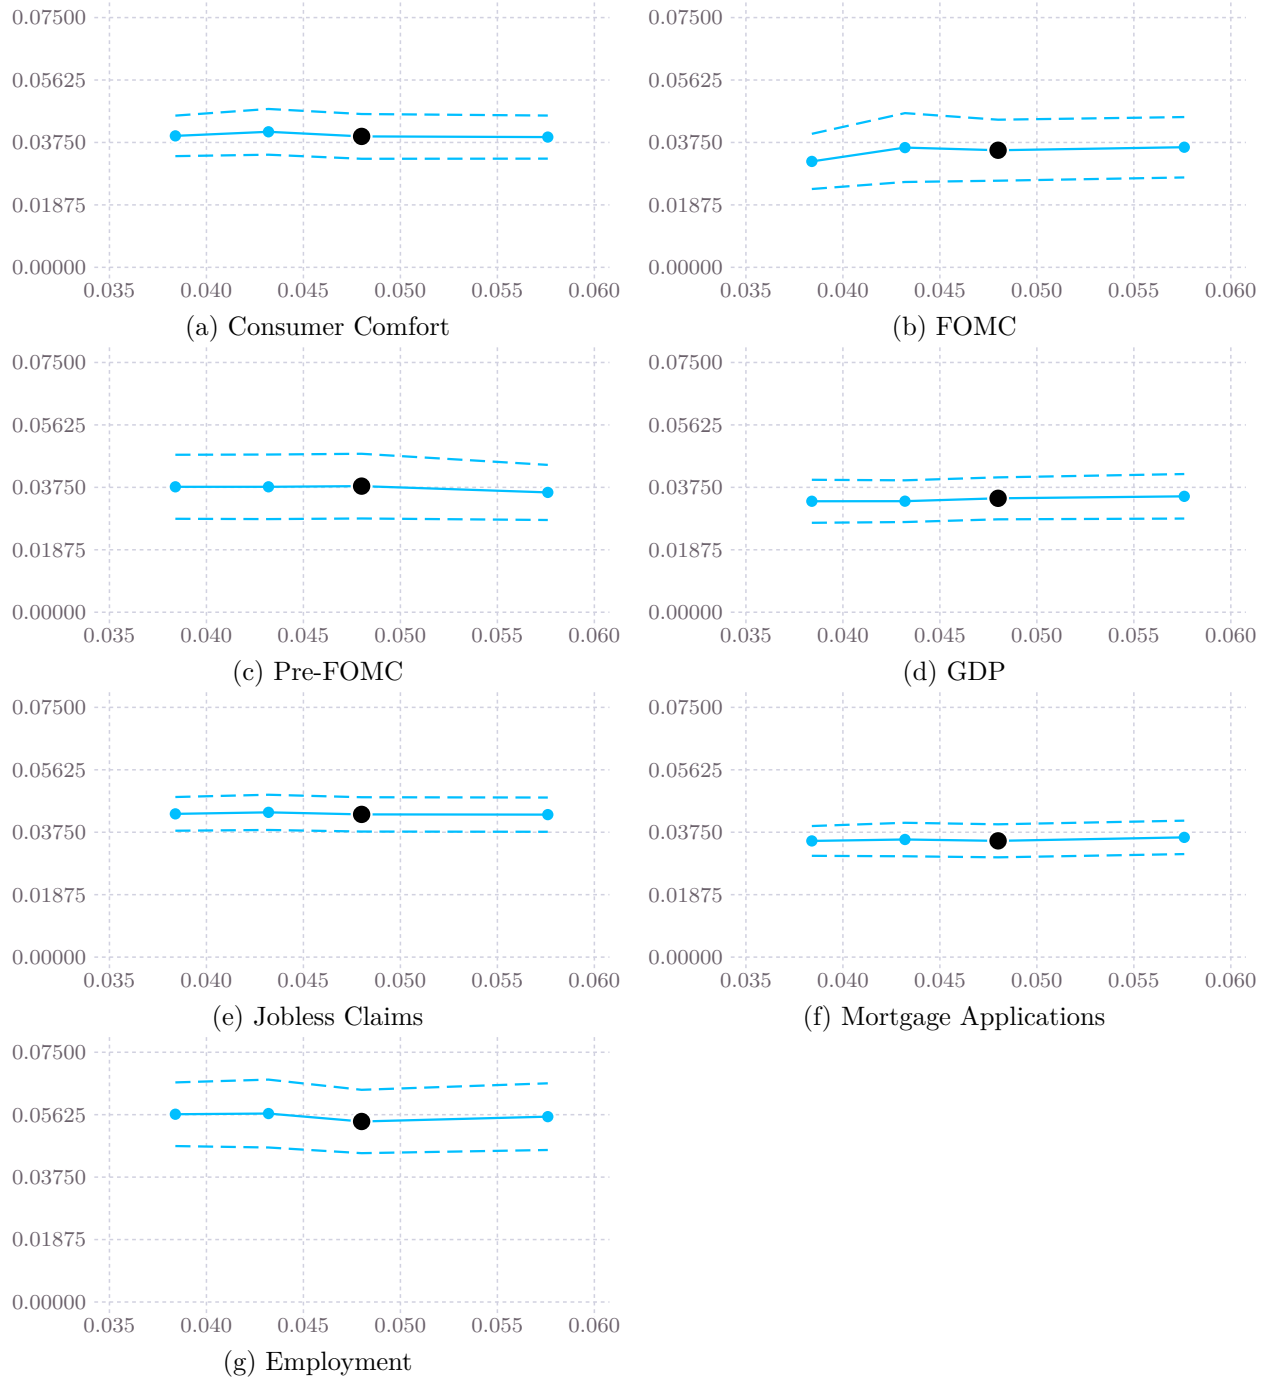 0.07500 0.07500
0.05625 0.05625
0.03750 0.03750
0.01875 0.01875
0.00000 0.00000
0.035 0.040 0.045 0.050 0.055 0.060 0.035 0.040 0.045 0.050 0.055 0.060
(a) Consumer Comfort (b) FOMC
0.07500 0.07500
0.05625 0.05625
0.03750 0.03750
0.01875 0.01875
0.00000 0.00000
0.035 0.040 0.045 0.050 0.055 0.060 0.035 0.040 0.045 0.050 0.055 0.060
(c) Pre-FOMC (d) GDP
0.07500 0.07500
0.05625 0.05625
0.03750 0.03750
0.01875 0.01875
0.00000 0.00000
0.035 0.040 0.045 0.050 0.055 0.060 0.035 0.040 0.045 0.050 0.055 0.060
(e) Jobless Claims (f) Mortgage Applications
0.07500
0.05625
0.03750
0.01875
0.00000
0.035 0.040 0.045 0.050 0.055 0.060
(g) Employment